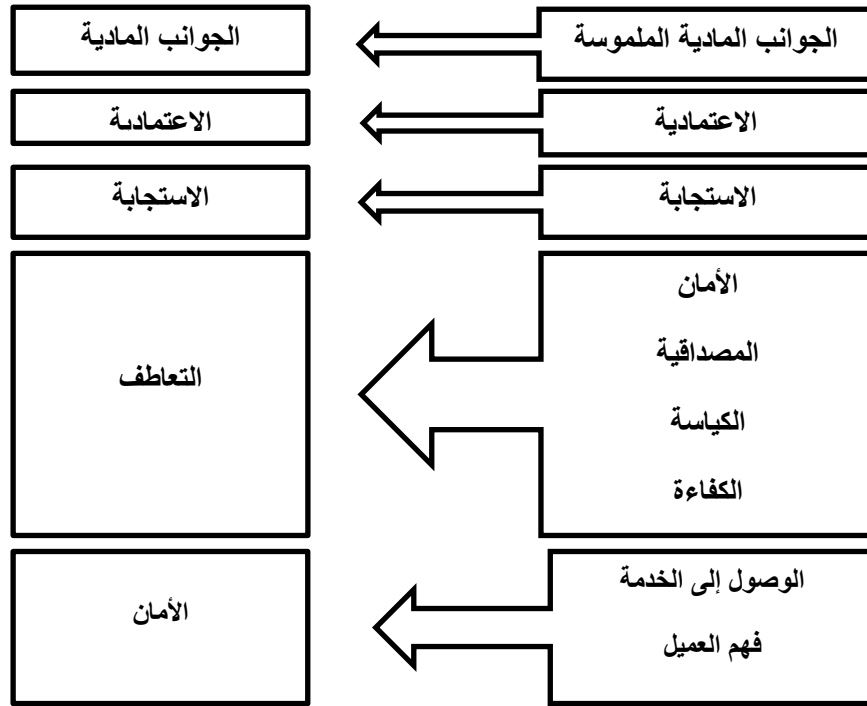 الجوانب المادية الملموسة
الجوانب المادية
الاعتمادية
الاعتمادية
الاستجابة
الاستجابة
الأمان
المصداقية
الكياسة
الكفاءة
التعاطف
الوصول إلى الخدمة
فهم العميل
الأمان